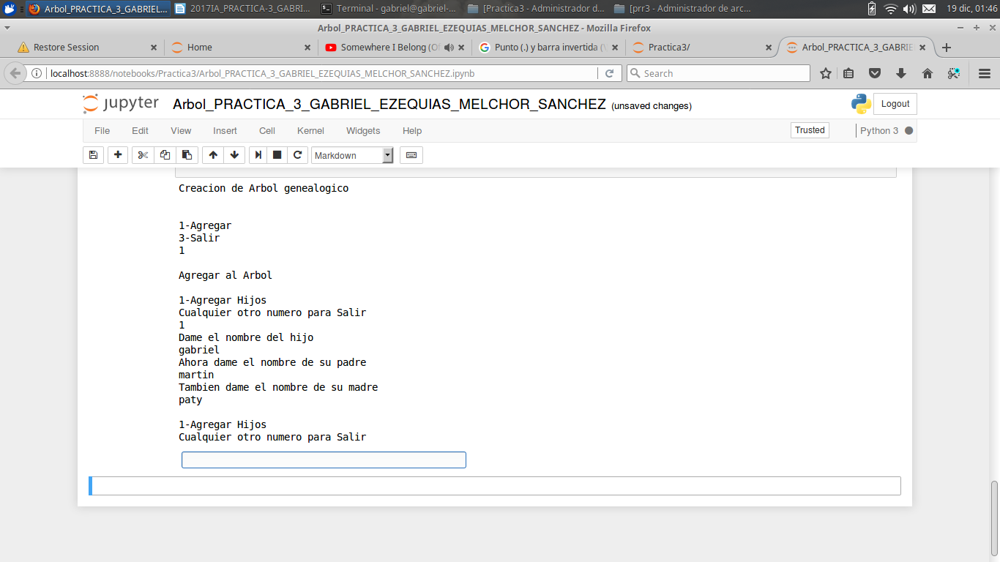 Arbol_PRACTICA_3_GABRIEL...
2017IA_PRACTICA-3_GABRI...
Terminal - gabriel@gabriel-...
[Practica3 - Administrador d...
[prr3 - Administrador de arc...
19 dic, 01:46
Arbol_PRACTICA_3_GABRIEL_EZEQUIAS_MELCHOR_SANCHEZ - Mozilla Firefox
Restore Session
Home
Somewhere I Belong (Of
Punto (.) y barra invertida (
Practica3/
Arbol_PRACTICA_3_GABRIE
localhost:8888/notebooks/Practica3/Arbol_PRACTICA_3_GABRIEL_EZEQUIAS_MELCHOR_SANCHEZ.ipynb
Search
jupyter
Arbol_PRACTICA_3_GABRIEL_EZEQUIAS_MELCHOR_SANCHEZ (unsaved changes)
Logout
File Edit View Insert Cell Kernel Widgets Help
Trusted
Python 3
Markdown
Creacion de Arbol genealogico
1-Agregar
3-Salir
1
Agregar al Arbol
1-Agregar Hijos
Cualquier otro numero para Salir
1
Dame el nombre del hijo
gabriel
Ahora dame el nombre de su padre
martin
Tambien dame el nombre de su madre
paty
1-Agregar Hijos
Cualquier otro numero para Salir